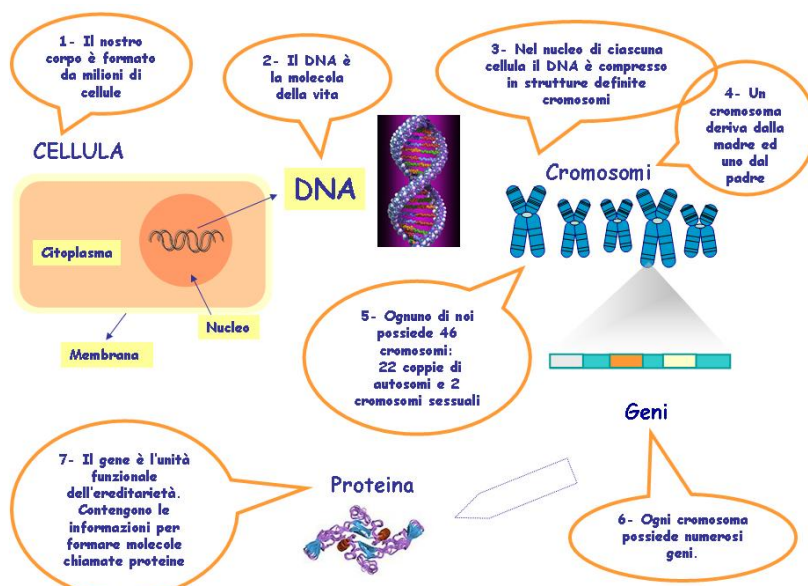 1- Il nostro
corpo è formato
da milioni di
cellule
2- Il DNA è
la molecola
della vita
3- Nel nucleo di ciascuna
cellula il DNA è compresso
in strutture definite
cromosomi
4- Un
cromosoma
deriva dalla
madre ed
uno dal
padre
CELLULA
DNA
Cromosomi
Citoplasma
Nucleo
Membrana
5- Ognuno di noi
possiede 46
cromosomi:
22 coppie di
autosomi e 2
cromosomi sessuali
Geni
7- Il gene è l'unità
funzionale
dell'ereditarietà.
Contengono le
informazioni per
formare molecole
chiamate proteine
Proteina
6- Ogni cromosoma
possiede numerosi
geni.